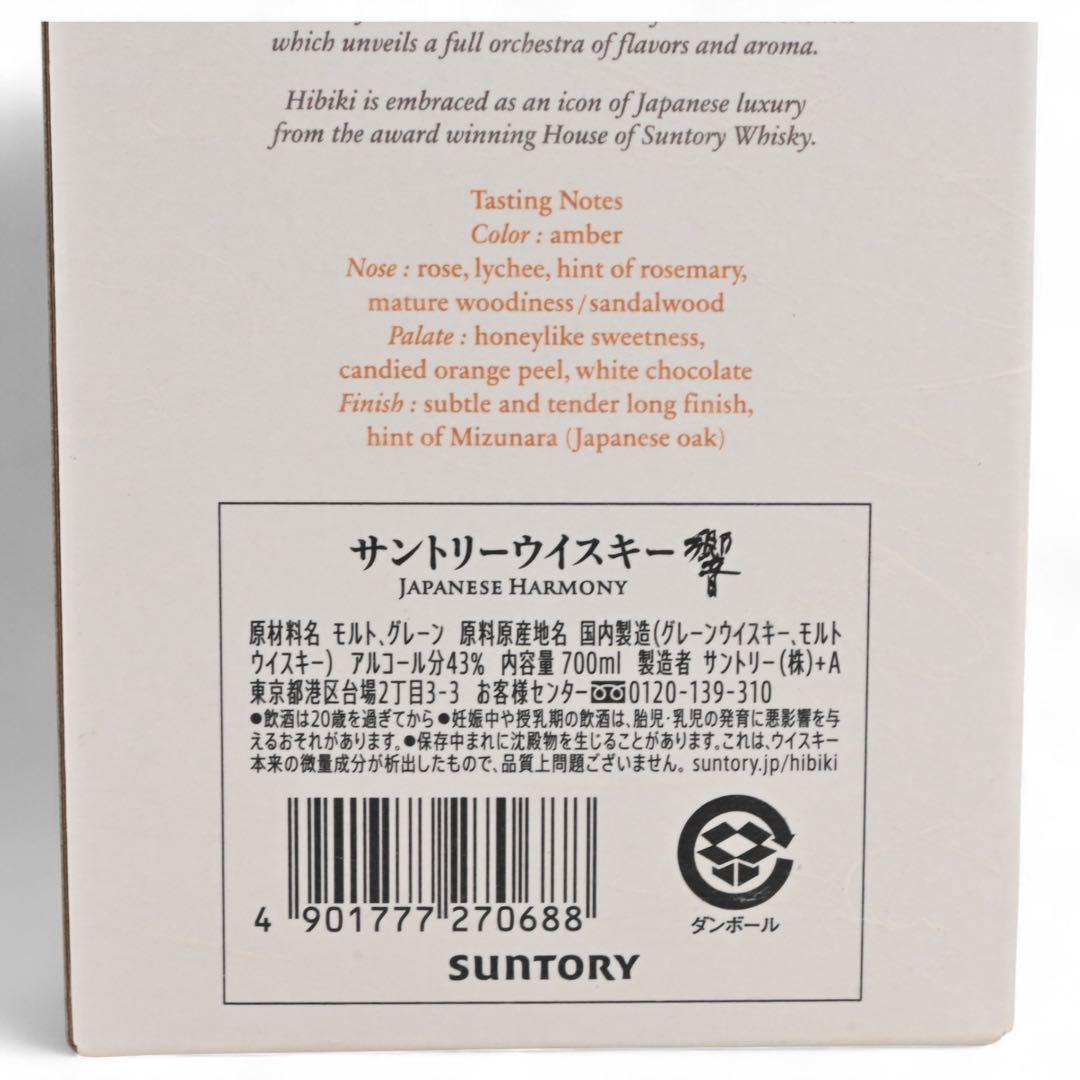 which unveils a full orchestra of flavors and aroma.
Hibiki is embraced as an icon of Japanese luxury
from the award winning House of Suntory Whisky.
Tasting Notes
Color : amber
Nose : rose, lychee, hint of rosemary,
mature woodiness/sandalwood
Palate : honeylike sweetness,
candied orange peel, white chocolate
Finish : subtle and tender long finish,
hint of Mizunara (Japanese oak)
サントリーウイスキー響
JAPANESE HARMONY
原材料名 モルト、グレーン 原料原産地名 国内製造(グレーンウイスキー、モルト
ウイスキー) アルコール分43% 内容量 700ml 製造者 サントリー(株)+A
東京都港区台場2丁目3-3 お客様センター 0120-139-310
●飲酒は20歳を過ぎてから●妊娠中や授乳期の飲酒は、胎児・乳児の発育に悪影響を与
えるおそれがあります。●保存中まれに沈殿物を生じることがあります。これは、ウイスキー
本来の微量成分が析出したもので、品質上問題ございません。suntory.jp/hibiki
4 901777 270688
ダンボール
SUNTORY